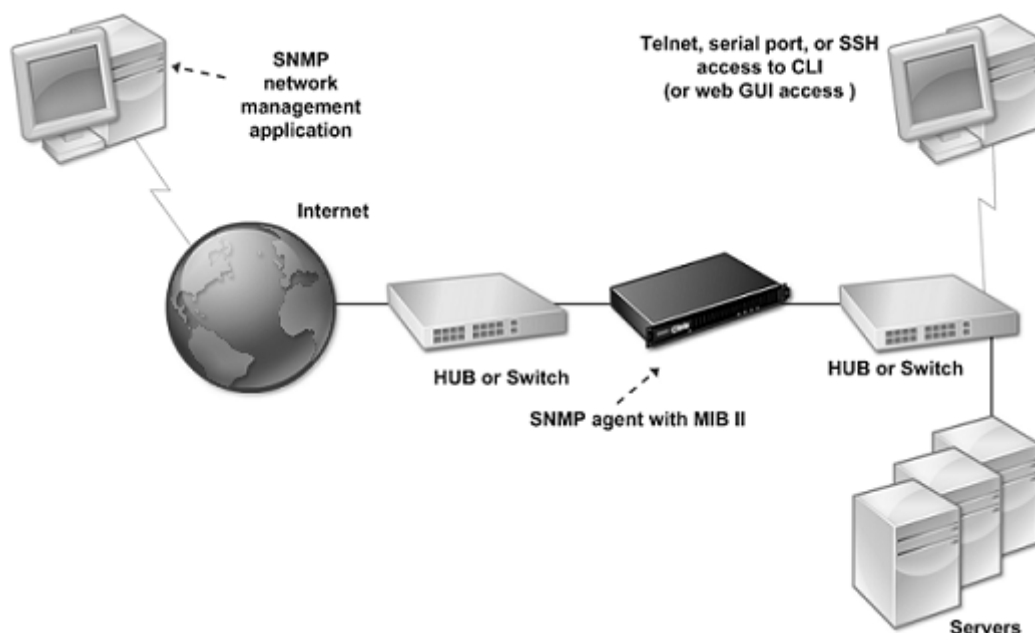 SNMP
network
management
application
Telnet, serial port, or SSH
access to CLI
(or web GUI access )
Internet
HUB or Switch
SNMP agent with MIB II
HUB or Switch
Servers